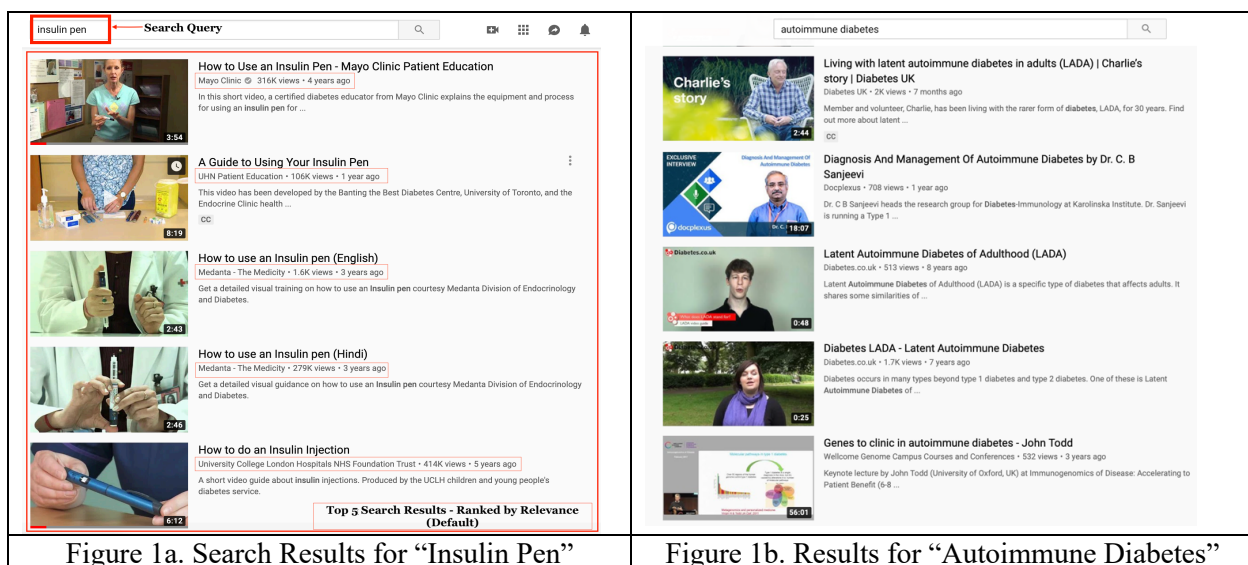 insulin pen
Search Query
How to Use an Insulin Pen - Mayo Clinic Patient Education
Mayo Clinic 316K views • 4 years ago
In this short video, a certified diabetes educator from Mayo Clinic explains the equipment and process
for using an insulin pen for ...
3:54
A Guide to Using Your Insulin Pen
UHN Patient Education • 106K views • 1 year ago
This video has been developed by the Banting the Best Diabetes Centre, University of Toronto, and the
Endocrine Clinic health ...
CC
8:19
How to use an Insulin pen (English)
Medanta - The Medicity • 1.6K views • 3 years ago
Get a detailed visual training on how to use an Insulin pen courtesy Medanta Division of Endocrinology
and Diabetes.
2:43
How to use an Insulin pen (Hindi)
Medanta - The Medicity • 279K views • 3 years ago
Get a detailed visual guidance on how to use an Insulin pen courtesy Medanta Division of Endocrinology
and Diabetes.
2:46
How to do an Insulin Injection
University College London Hospitals NHS Foundation Trust • 414K views • 5 years ago
A short video guide about insulin injections. Produced by the UCLH children and young people's
diabetes service.
6:12
Top 5 Search Results - Ranked by Relevance
(Default)
Figure 1a. Search Results for “Insulin Pen”
autoimmune diabetes
Charlie's
story
2:44
Living with latent autoimmune diabetes in adults (LADA) | Charlie's
story | Diabetes UK
Diabetes UK • 2K views • 7 months ago
Member and volunteer, Charlie, has been living with the rarer form of diabetes, LADA, for 30 years. Find
out more about latent ...
CC
EXCLUSIVE
INTERVIEW
Diagnosis And Management Of
Autoimmune Diabetes
docplexus
Dr. C.
18:07
Diagnosis And Management Of Autoimmune Diabetes by Dr. C. B
Sanjeevi
Docplexus • 708 views • 1 year ago
Dr. C B Sanjeevi heads the research group for Diabetes-Immunology at Karolinska Institute. Dr. Sanjeevi
is running a Type 1 ...
Diabetes.co.uk
0:48
Latent Autoimmune Diabetes of Adulthood (LADA)
Diabetes.co.uk • 513 views • 8 years ago
Latent Autoimmune Diabetes of Adulthood (LADA) is a specific type of diabetes that affects adults. It
shares some similarities of ...
0:25
Diabetes LADA - Latent Autoimmune Diabetes
Diabetes.co.uk • 1.7K views • 7 years ago
Diabetes occurs in many types beyond type 1 diabetes and type 2 diabetes. One of these is Latent
Autoimmune Diabetes of ...
56:01
Genes to clinic in autoimmune diabetes - John Todd
Wellcome Genome Campus Courses and Conferences • 532 views • 3 years ago
Keynote lecture by John Todd (University of Oxford, UK) at Immunogenomics of Disease: Accelerating to
Patient Benefit (6-8 ...
Figure 1b. Results for “Autoimmune Diabetes”